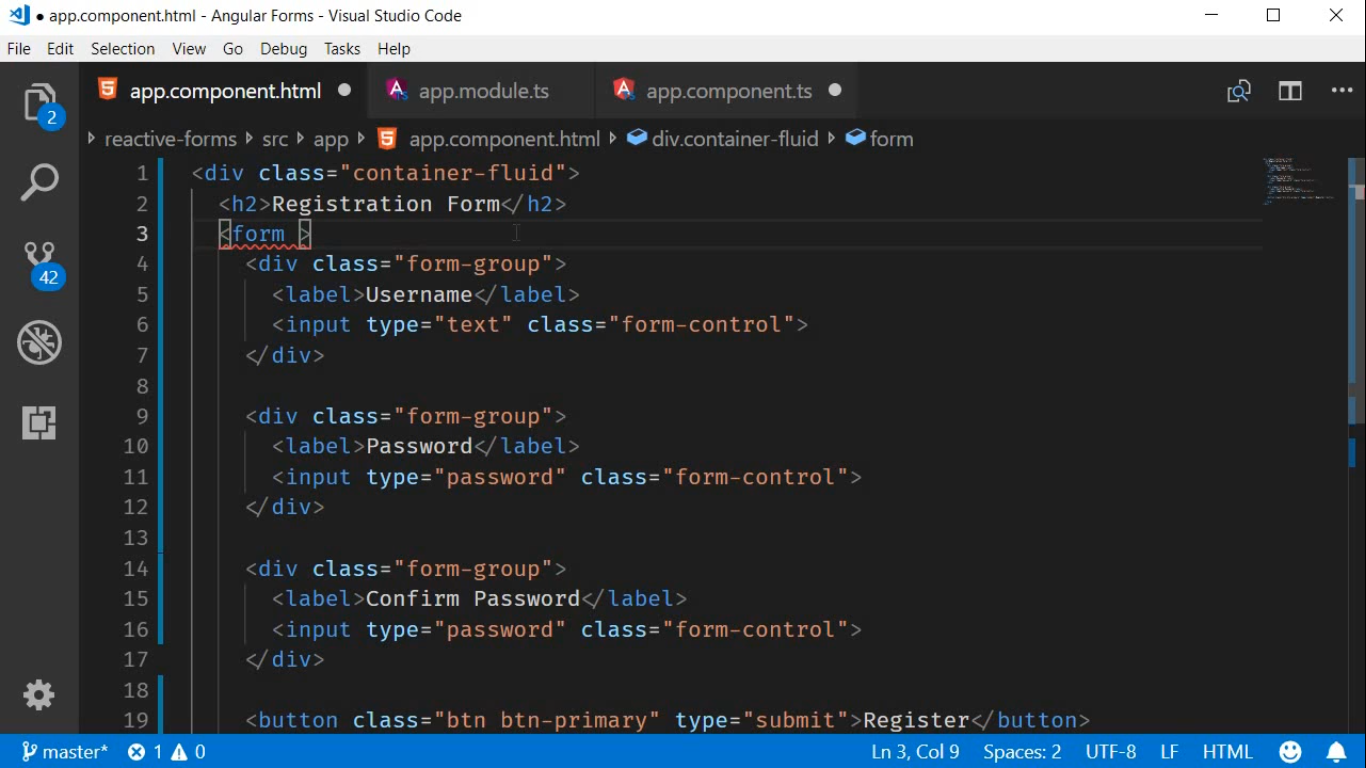 ● app.component.html - Angular Forms - Visual Studio Code
File Edit Selection View Go Debug Tasks Help
app.component.html ● app.module.ts app.component.ts ●
reactive-forms src app app.component.html div.container-fluid form
2
42
1 <div class="container-fluid">
2 <h2>Registration Form</h2>
3 <form >
4 <div class="form-group">
5 <label>Username</label>
6 <input type="text" class="form-control">
7 </div>
8
9 <div class="form-group">
10 <label>Password</label>
11 <input type="password" class="form-control">
12 </div>
13
14 <div class="form-group">
15 <label>Confirm Password</label>
16 <input type="password" class="form-control">
17 </div>
18
19 <button class="btn btn-primary" type="submit">Register</button>
master* 1 0 Ln 3, Col 9 Spaces: 2 UTF-8 LF HTML